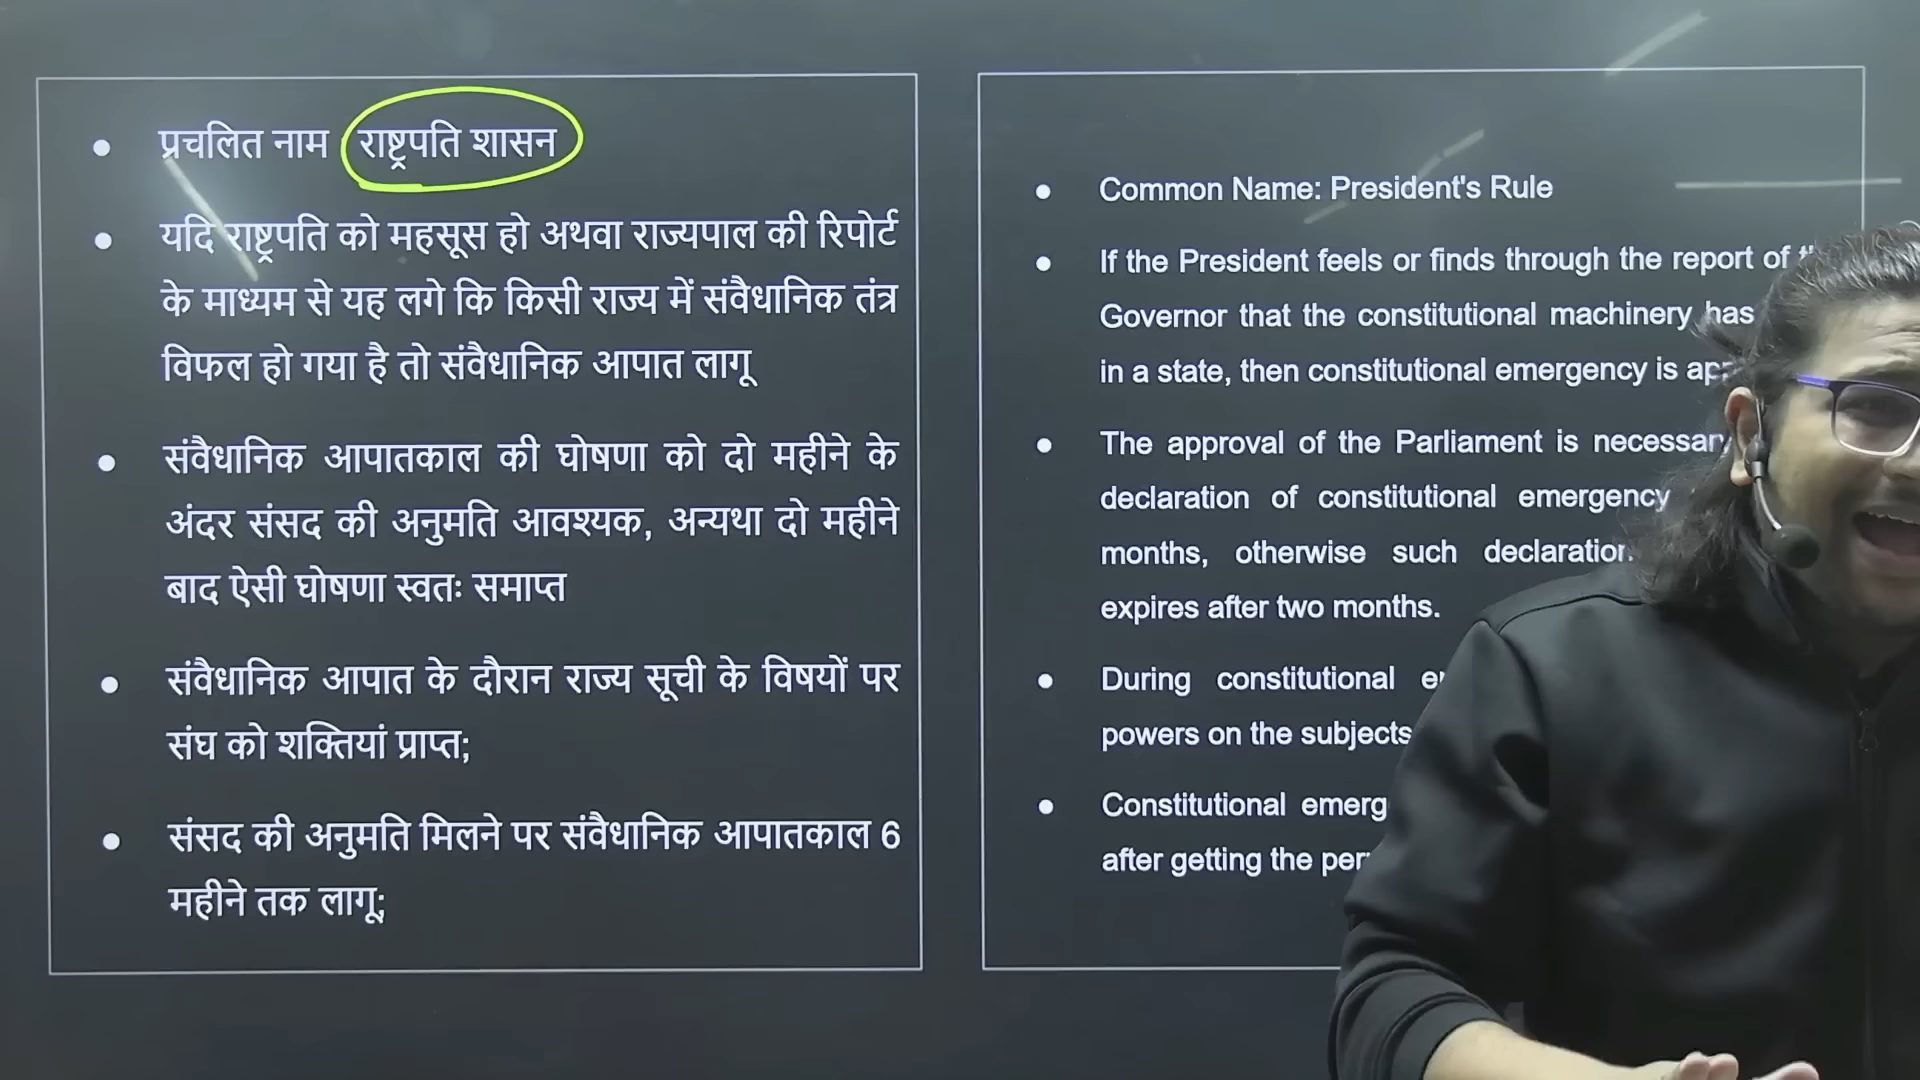 प्रचलित नाम राष्ट्रपति शासन
यदि राष्ट्रपति को महसूस हो अथवा राज्यपाल की रिपोर्ट
के माध्यम से यह लगे कि किसी राज्य में संवैधानिक तंत्र
विफल हो गया है तो संवैधानिक आपात लागू
संवैधानिक आपातकाल की घोषणा को दो महीने के
अंदर संसद की अनुमति आवश्यक, अन्यथा दो महीने
बाद ऐसी घोषणा स्वतः समाप्त
संवैधानिक आपात के दौरान राज्य सूची के विषयों पर
संघ को शक्तियां प्राप्त;
संसद की अनुमति मिलने पर संवैधानिक आपातकाल 6
महीने तक लागू;
Common Name: President's Rule
If the President feels or finds through the report of
Governor that the constitutional machinery has
in a state, then constitutional emergency is
The approval of the Parliament is necessary
declaration of constitutional emergency
months, otherwise such declaration
expires after two months.
During constitutional
powers on the subjects
Constitutional
after getting the